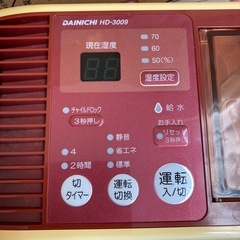 DAINICHI HD-3009
現在湿度
70
60
50(%)
湿度設定
チャイルドロック
3秒押し
給水
お手入れ
リセット
3秒押し
4
2時間
静音
省エネ
標準
切
タイマー
運転
切換
運転
入/切